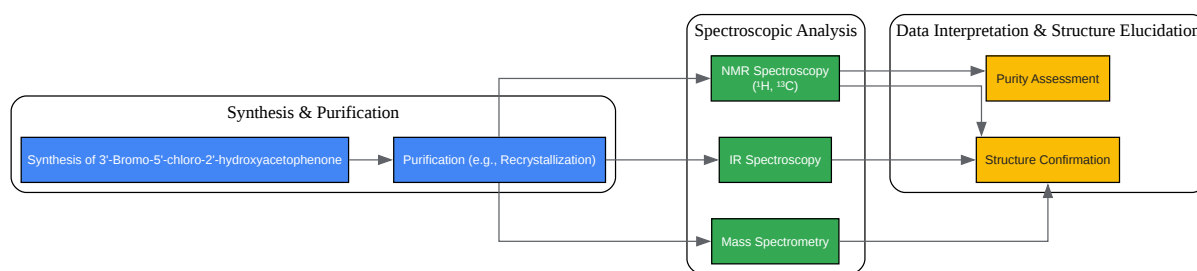 Synthesis & Purification
Synthesis of 3'-Bromo-5'-chloro-2'-hydroxyacetophenone
Purification (e.g., Recrystallization)
Spectroscopic Analysis
NMR Spectroscopy
(¹H, ¹³C)
IR Spectroscopy
Mass Spectrometry
Data Interpretation & Structure Elucidation
Purity Assessment
Structure Confirmation